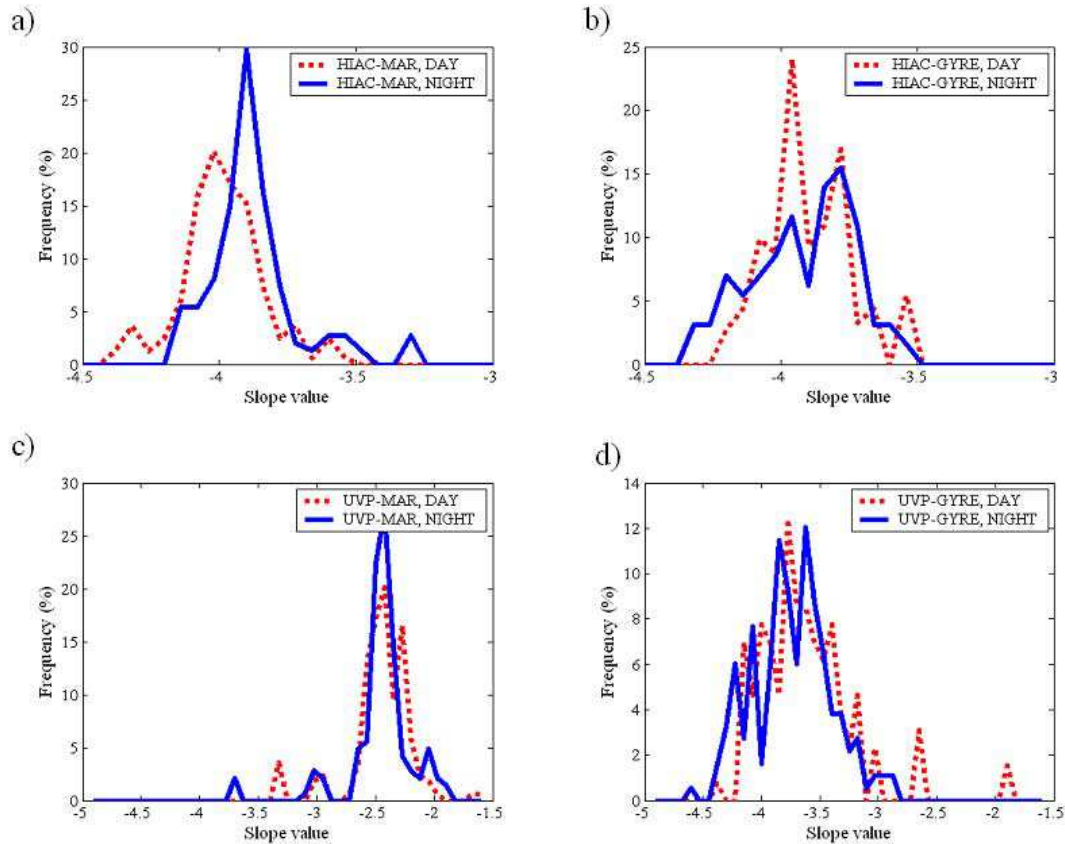 a)
30
25
20
15
10
5
0
Frequency (%)
HIAC-MAR, DAY
HIAC-MAR, NIGHT
-4.5 -4 -3.5 -3
Slope value
b)
25
20
15
10
5
0
Frequency (%)
HIAC-GYRE, DAY
HIAC-GYRE, NIGHT
-4.5 -4 -3.5 -3
Slope value
c)
30
25
20
15
10
5
0
Frequency (%)
UVP-MAR, DAY
UVP-MAR, NIGHT
-5 -4.5 -4 -3.5 -3 -2.5 -2 -1.5
Slope value
d)
14
12
10
8
6
4
2
0
Frequency (%)
UVP-GYRE, DAY
UVP-GYRE, NIGHT
-5 -4.5 -4 -3.5 -3 -2.5 -2 -1.5
Slope value